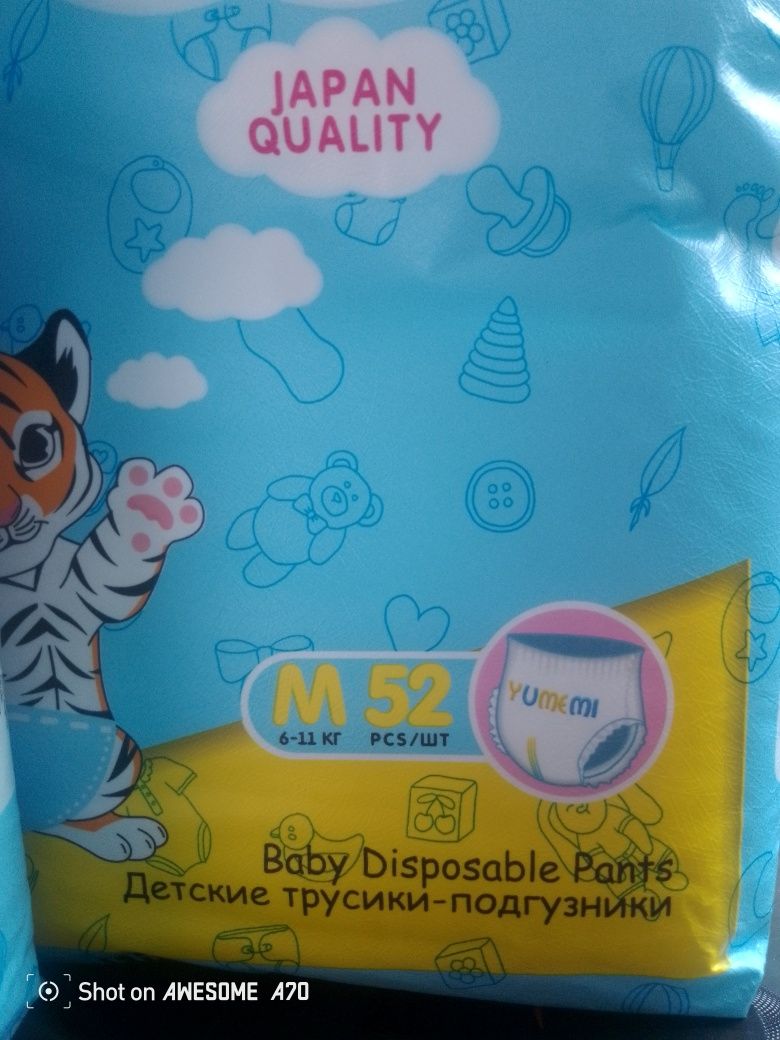 JAPAN
QUALITY
M 52
6-11 КГ PCS/ШТ
YUMEMI
Baby Disposable Pants
Детские трусики-подгузники
Shot on AWESOME A70